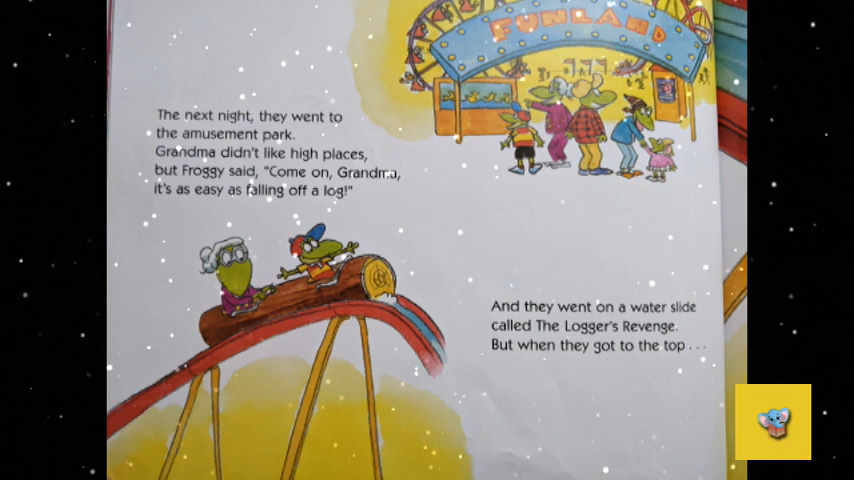 FUNLAND
The next night, they went to
the amusement park.
Grandma didn't like high places,
but Froggy said, "Come on, Grandma,
it's as easy as falling off a log!"
And they went on a water slide
called The Logger's Revenge.
But when they got to the top . . .